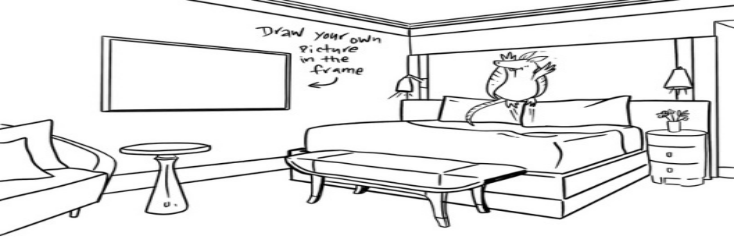 Draw your own
Picture
in the
frame